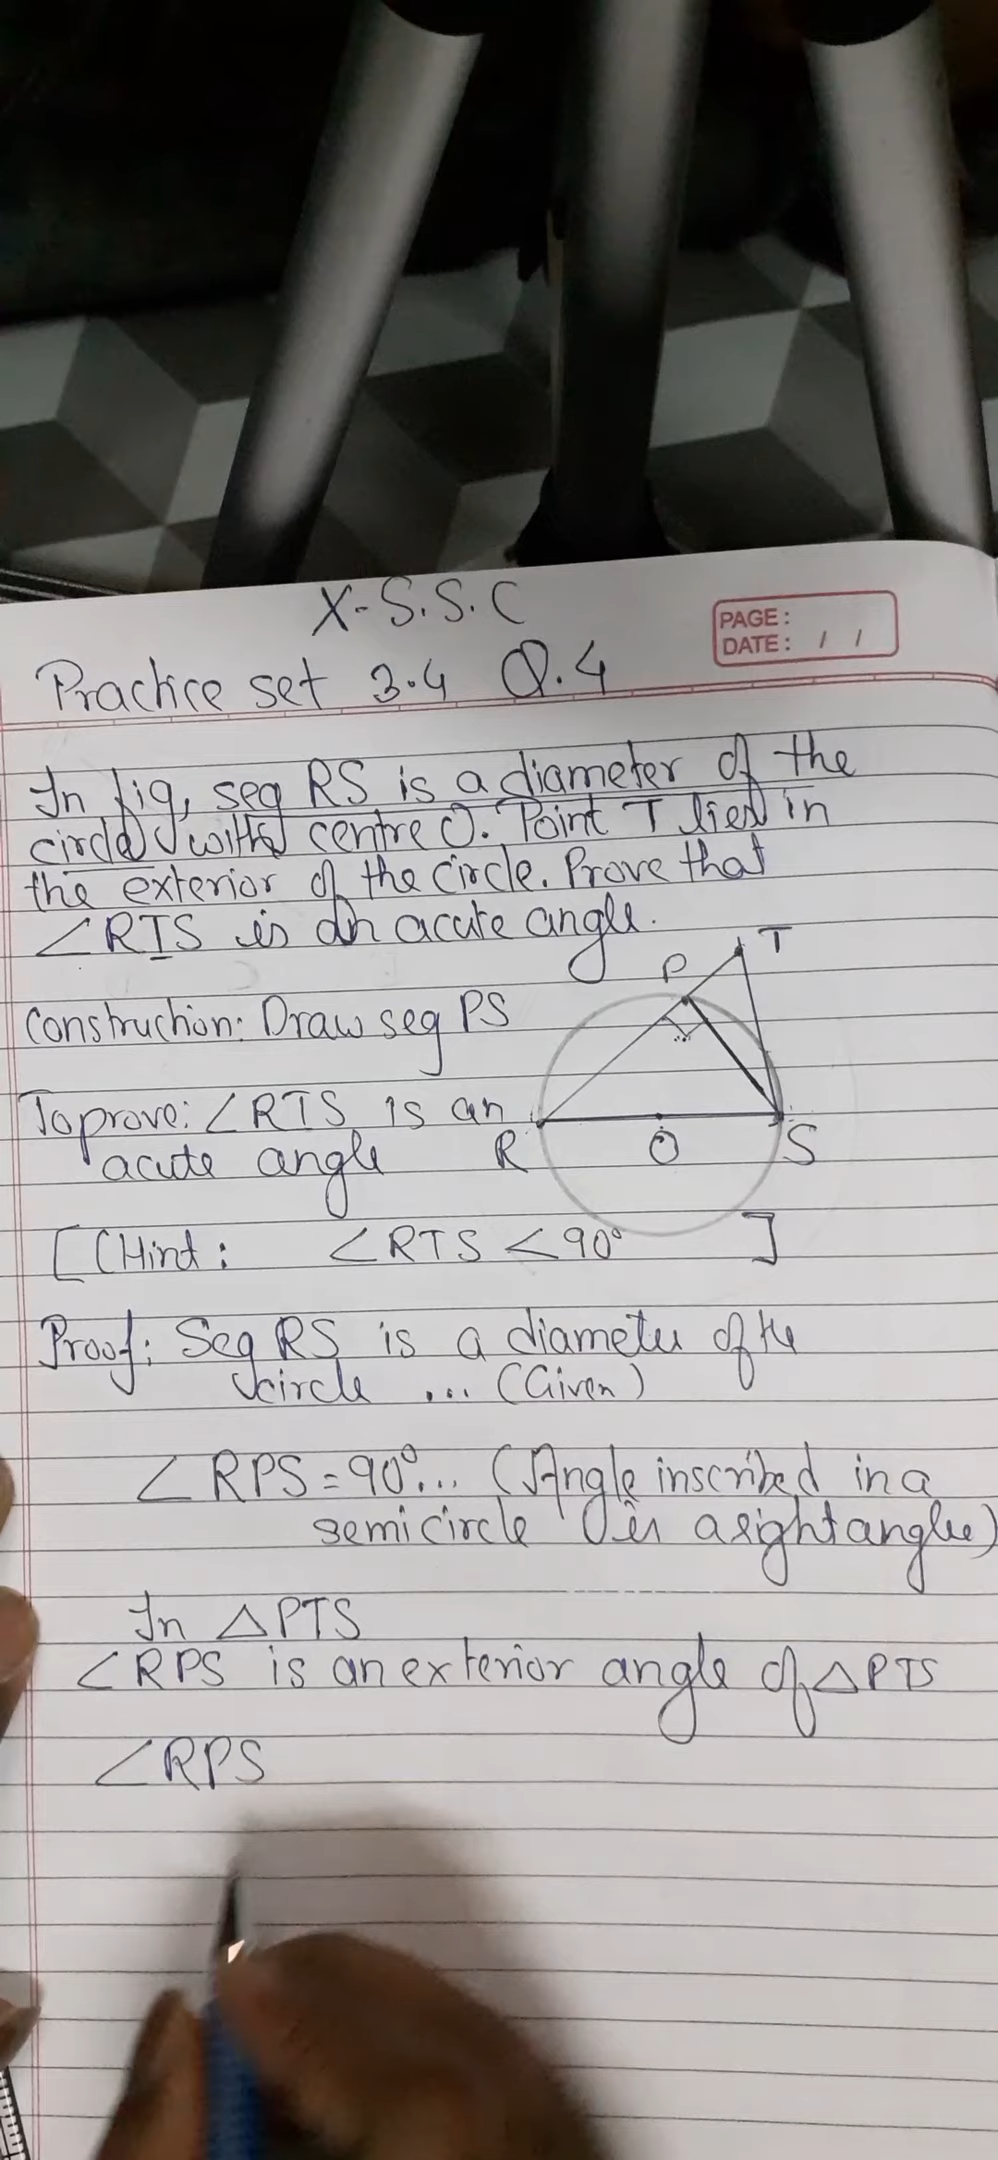 X-S.S.C
PAGE:
DATE: / /
Practice set 3.4 Q.4
In fig, seg RS is a diameter of the
circle with centre O. Point T lies in
the exterior of the circle. Prove that
∠RTS is an acute angle.
T
P
Construction: Draw seg PS
To prove: ∠RTS is an
acute angle
R
O
S
[(Hint: ∠RTS < 90° ]
Proof: Seg RS is a diameter of the
circle ... (Given)
∠RPS = 90°... (Angle inscribed in a
semicircle is a right angle)
In △PTS
∠RPS is an exterior angle of △PTS
∠RPS